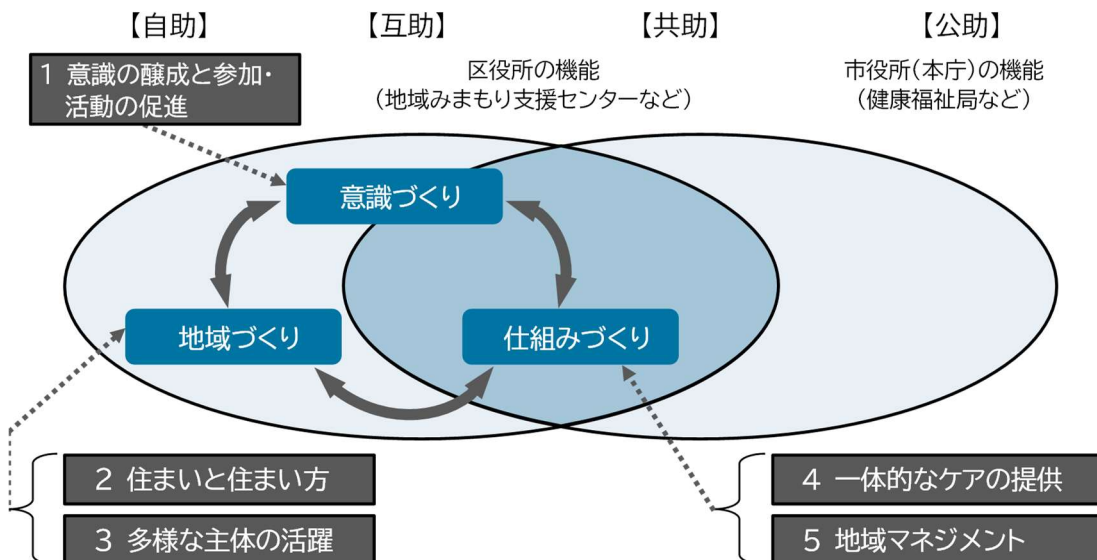 【自助】
【互助】
【共助】
【公助】
1 意識の醸成と参加・
活動の促進
区役所の機能
（地域みまもり支援センターなど）
市役所（本庁）の機能
（健康福祉局など）
意識づくり
地域づくり
仕組みづくり
2 住まいと住まい方
3 多様な主体の活躍
4 一体的なケアの提供
5 地域マネジメント